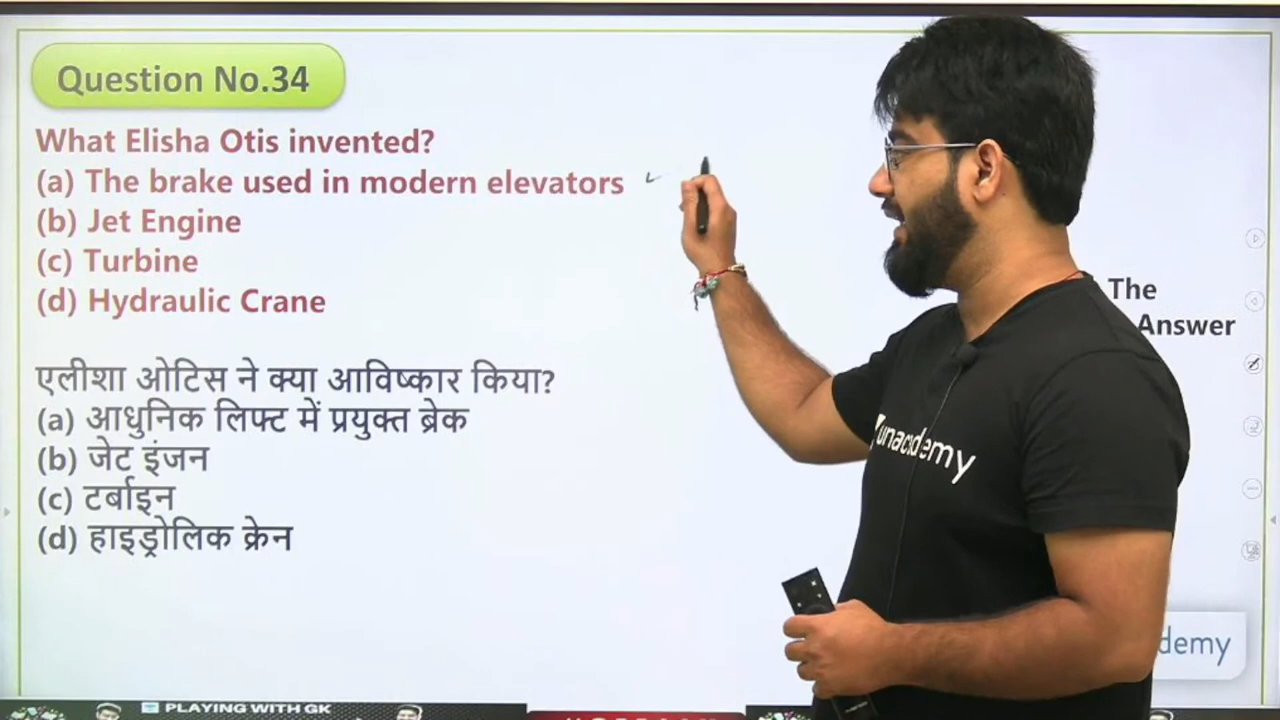 Question No.34
What Elisha Otis invented?
(a) The brake used in modern elevators
(b) Jet Engine
(c) Turbine
(d) Hydraulic Crane
एलीशा ओटिस ने क्या आविष्कार किया?
(a) आधुनिक लिफ्ट में प्रयुक्त ब्रेक
(b) जेट इंजन
(c) टर्बाइन
(d) हाइड्रोलिक क्रेन
The
Answer
unacademy
demy
PLAYING WITH GK